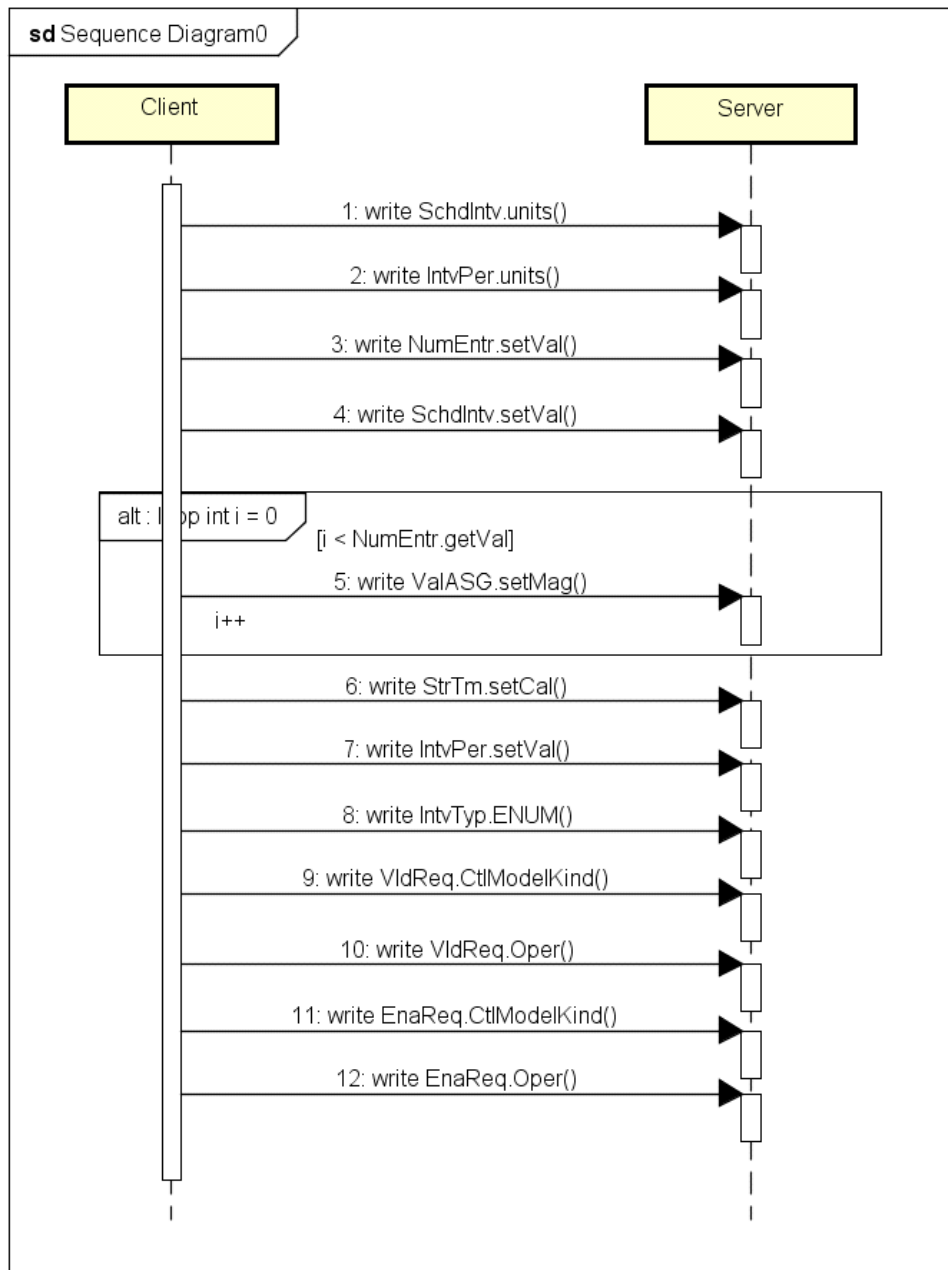 sd Sequence Diagram0
Client
Server
1: write SchdIntv.units()
2: write IntvPer.units()
3: write NumEntr.setVal()
4: write SchdIntv.setVal()
alt : l op int i = 0
[i < NumEntr.getVal]
5: write ValASG.setMag()
i++
6: write StrTm.setCal()
7: write IntvPer.setVal()
8: write IntvTyp.ENUM()
9: write VldReq.CtlModelKind()
10: write VldReq.Oper()
11: write EnaReq.CtlModelKind()
12: write EnaReq.Oper()